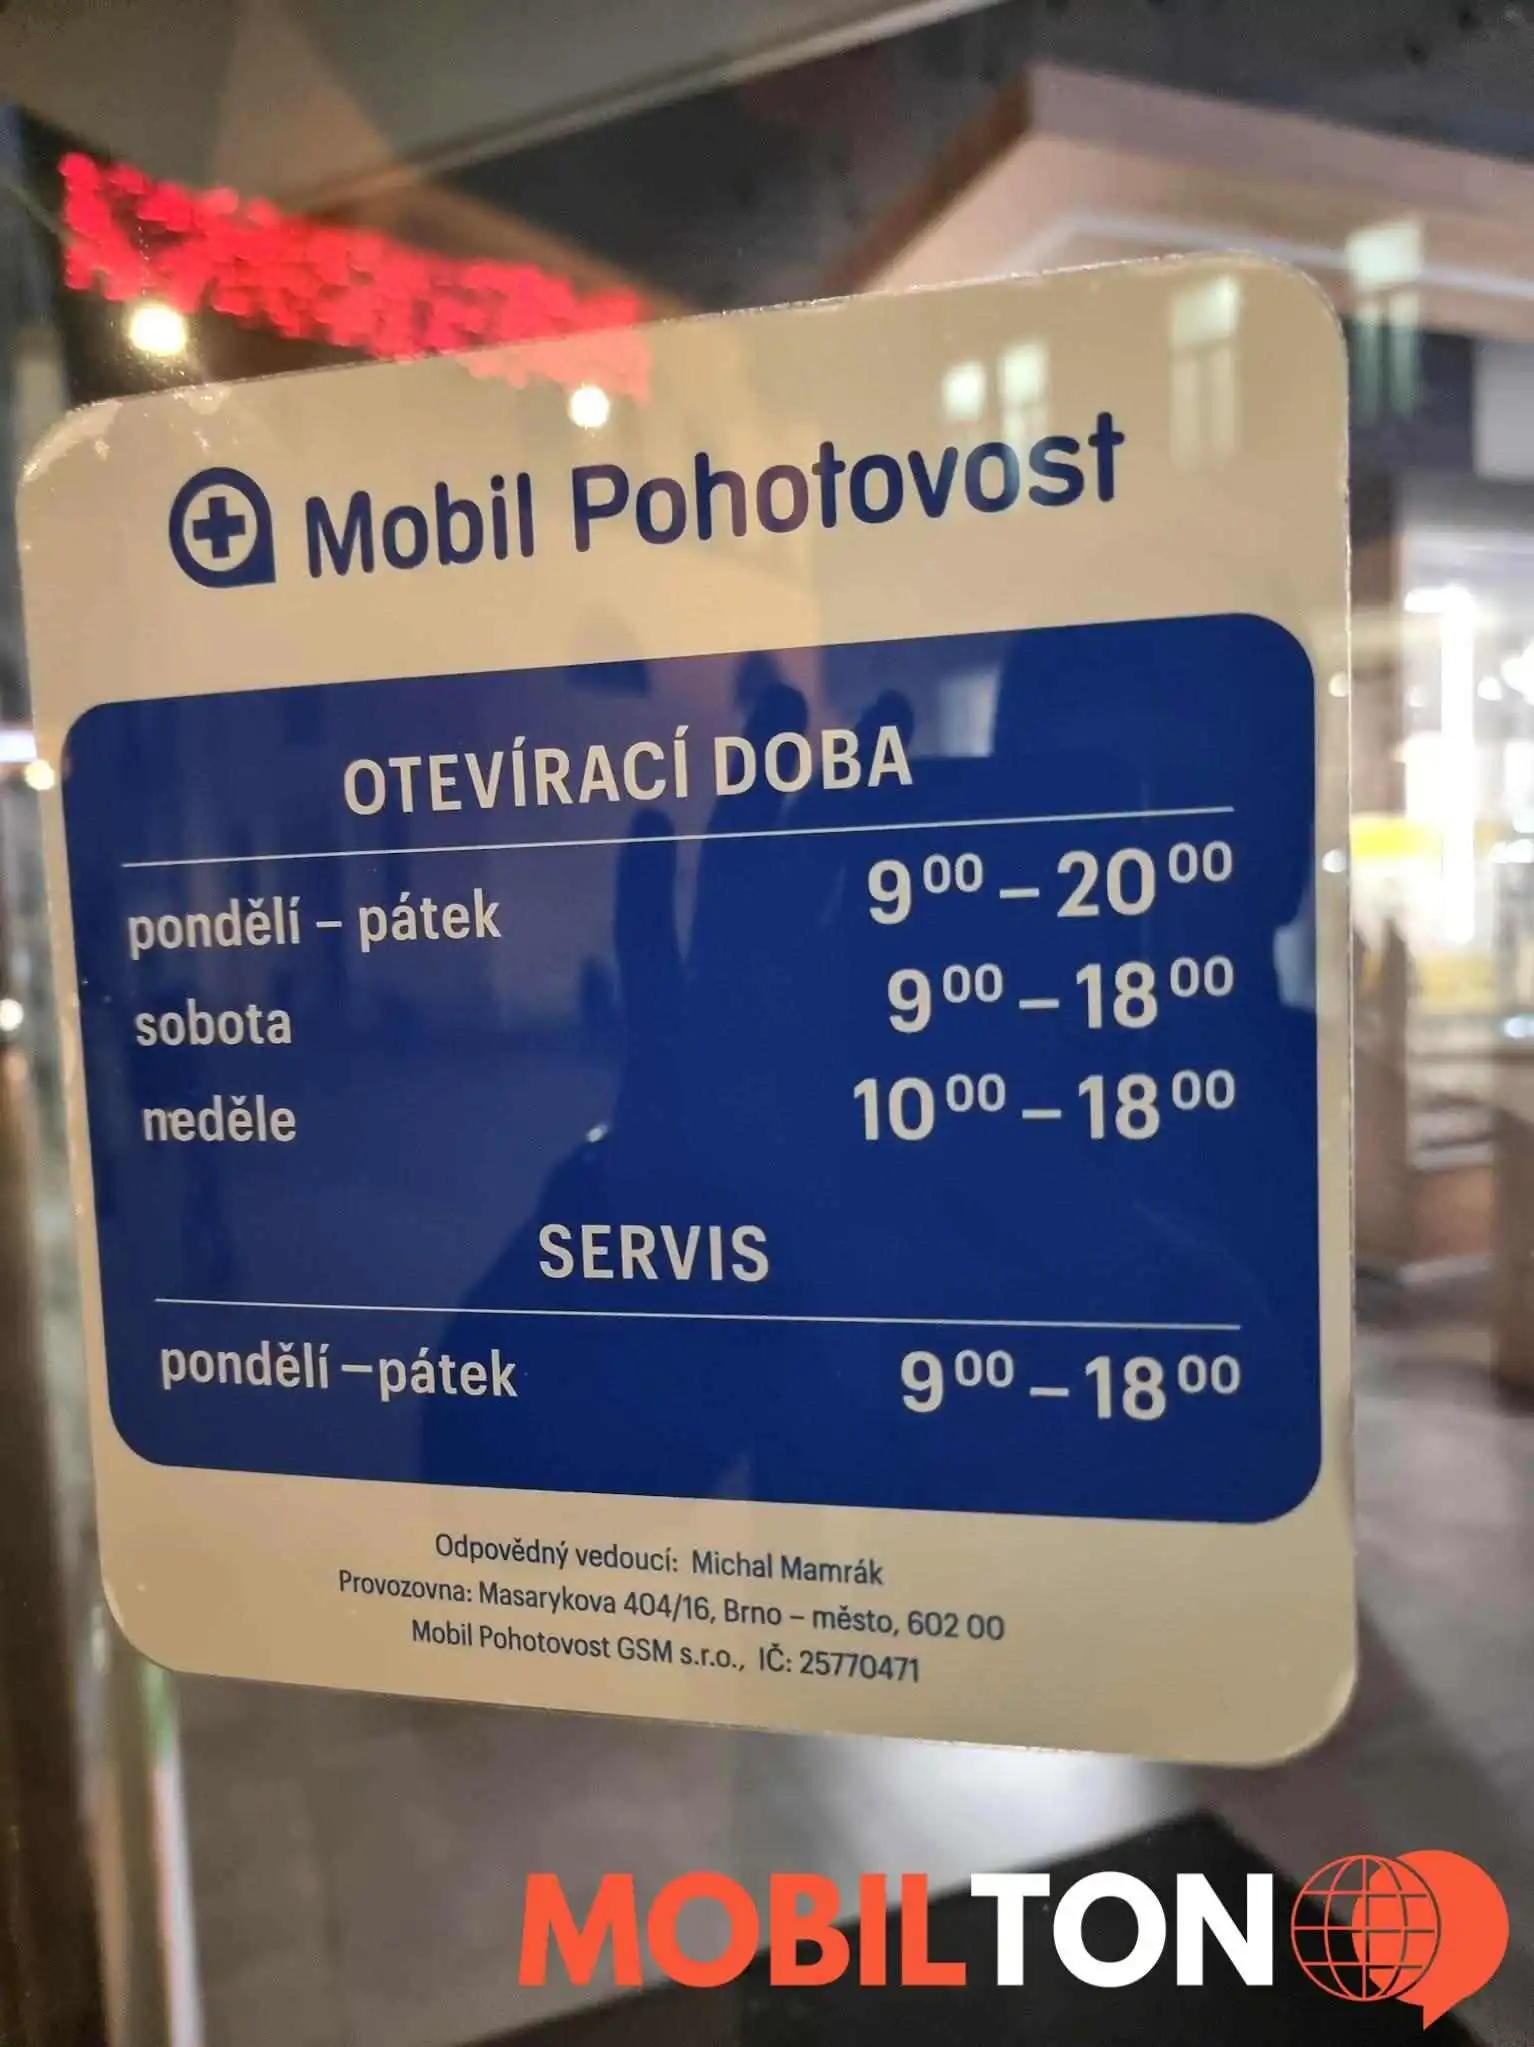 Mobil Pohotovost
OTEVÍRACÍ DOBA
pondělí – pátek 9⁰⁰ – 20⁰⁰
sobota 9⁰⁰ – 18⁰⁰
neděle 10⁰⁰ – 18⁰⁰
SERVIS
pondělí – pátek 9⁰⁰ – 18⁰⁰
Odpovědný vedoucí: Michal Mamrák
Provozovna: Masarykova 404/16, Brno – město, 602 00
Mobil Pohotovost GSM s.r.o., IČ: 25770471
MOBILTON